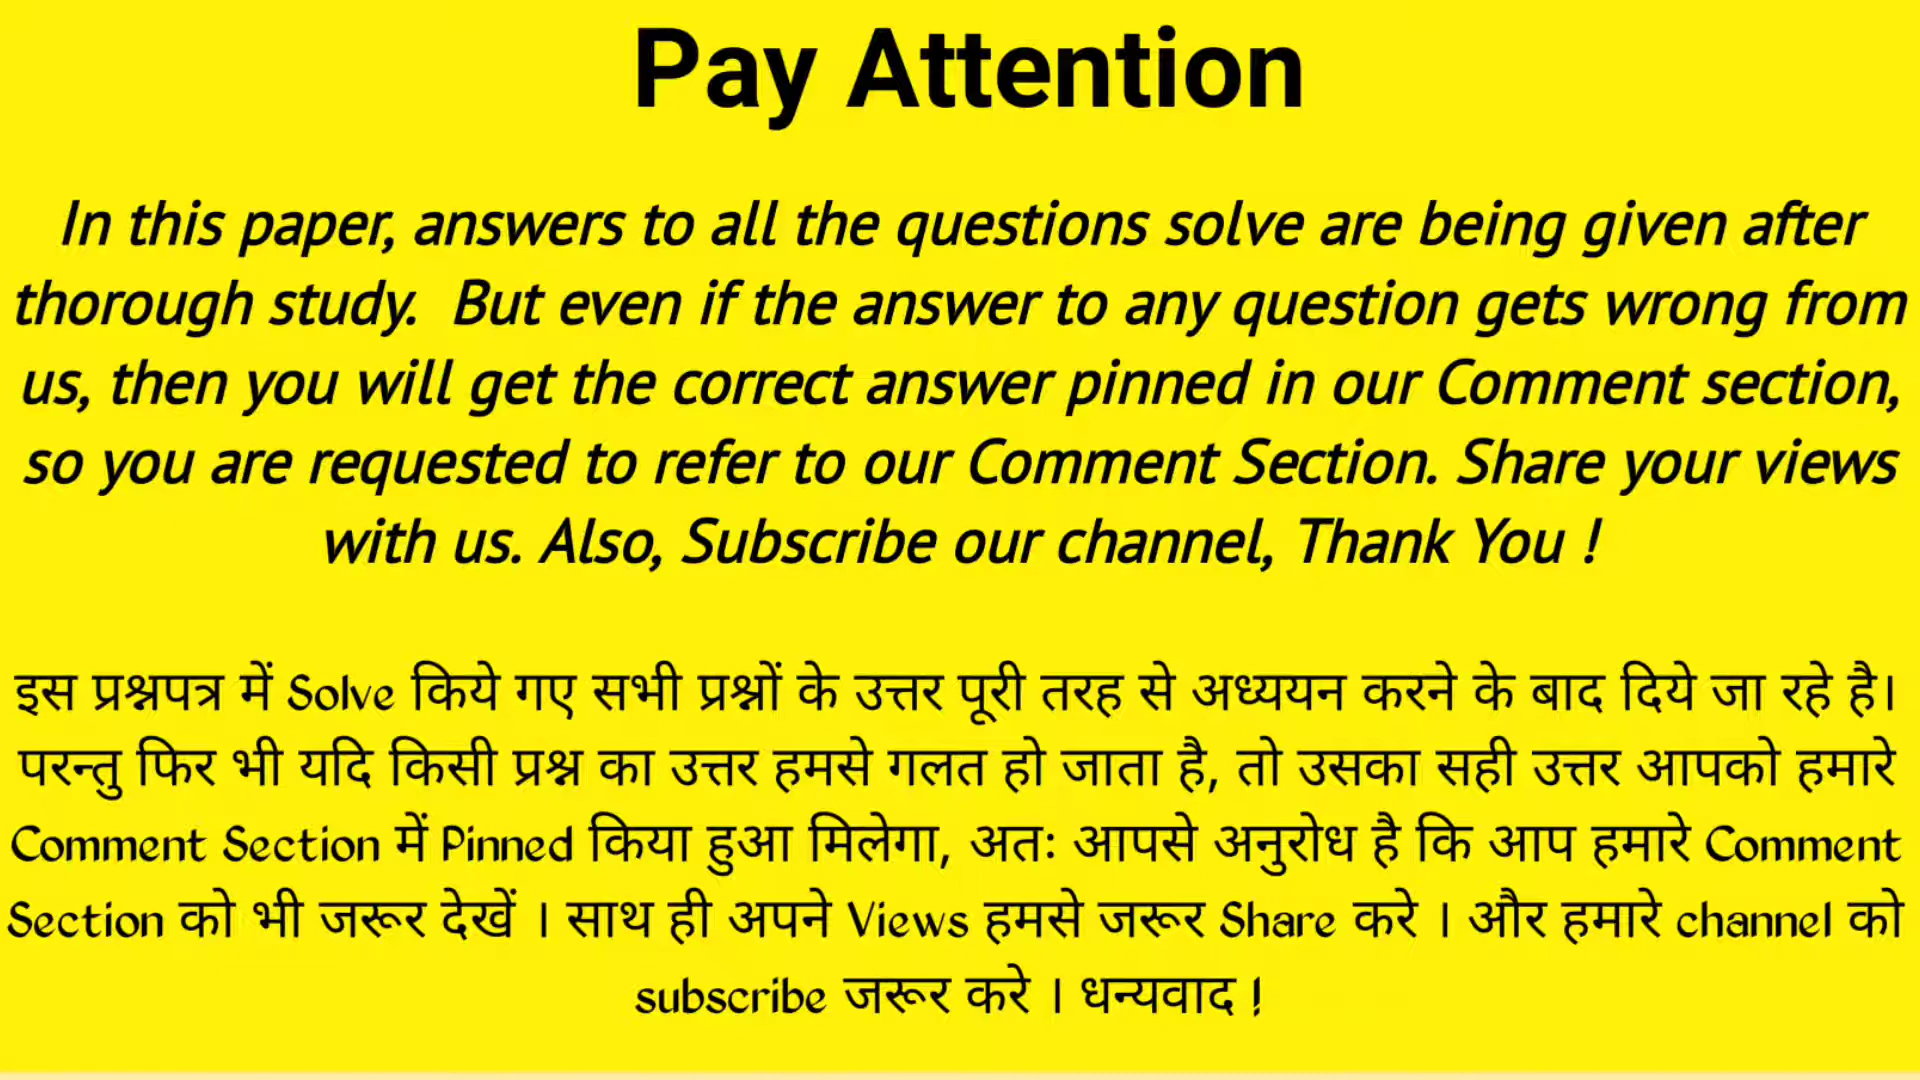 Pay Attention
In this paper, answers to all the questions solve are being given after
thorough study. But even if the answer to any question gets wrong from
us, then you will get the correct answer pinned in our Comment section,
so you are requested to refer to our Comment Section. Share your views
with us. Also, Subscribe our channel, Thank You !
इस प्रश्नपत्र में Solve किये गए सभी प्रश्नों के उत्तर पूरी तरह से अध्ययन करने के बाद दिये जा रहे है।
परन्तु फिर भी यदि किसी प्रश्न का उत्तर हमसे गलत हो जाता है, तो उसका सही उत्तर आपको हमारे
Comment Section में Pinned किया हुआ मिलेगा, अतः आपसे अनुरोध है कि आप हमारे Comment
Section को भी जरूर देखें । साथ ही अपने Views हमसे जरूर Share करे । और हमारे channel को
subscribe जरूर करे । धन्यवाद !